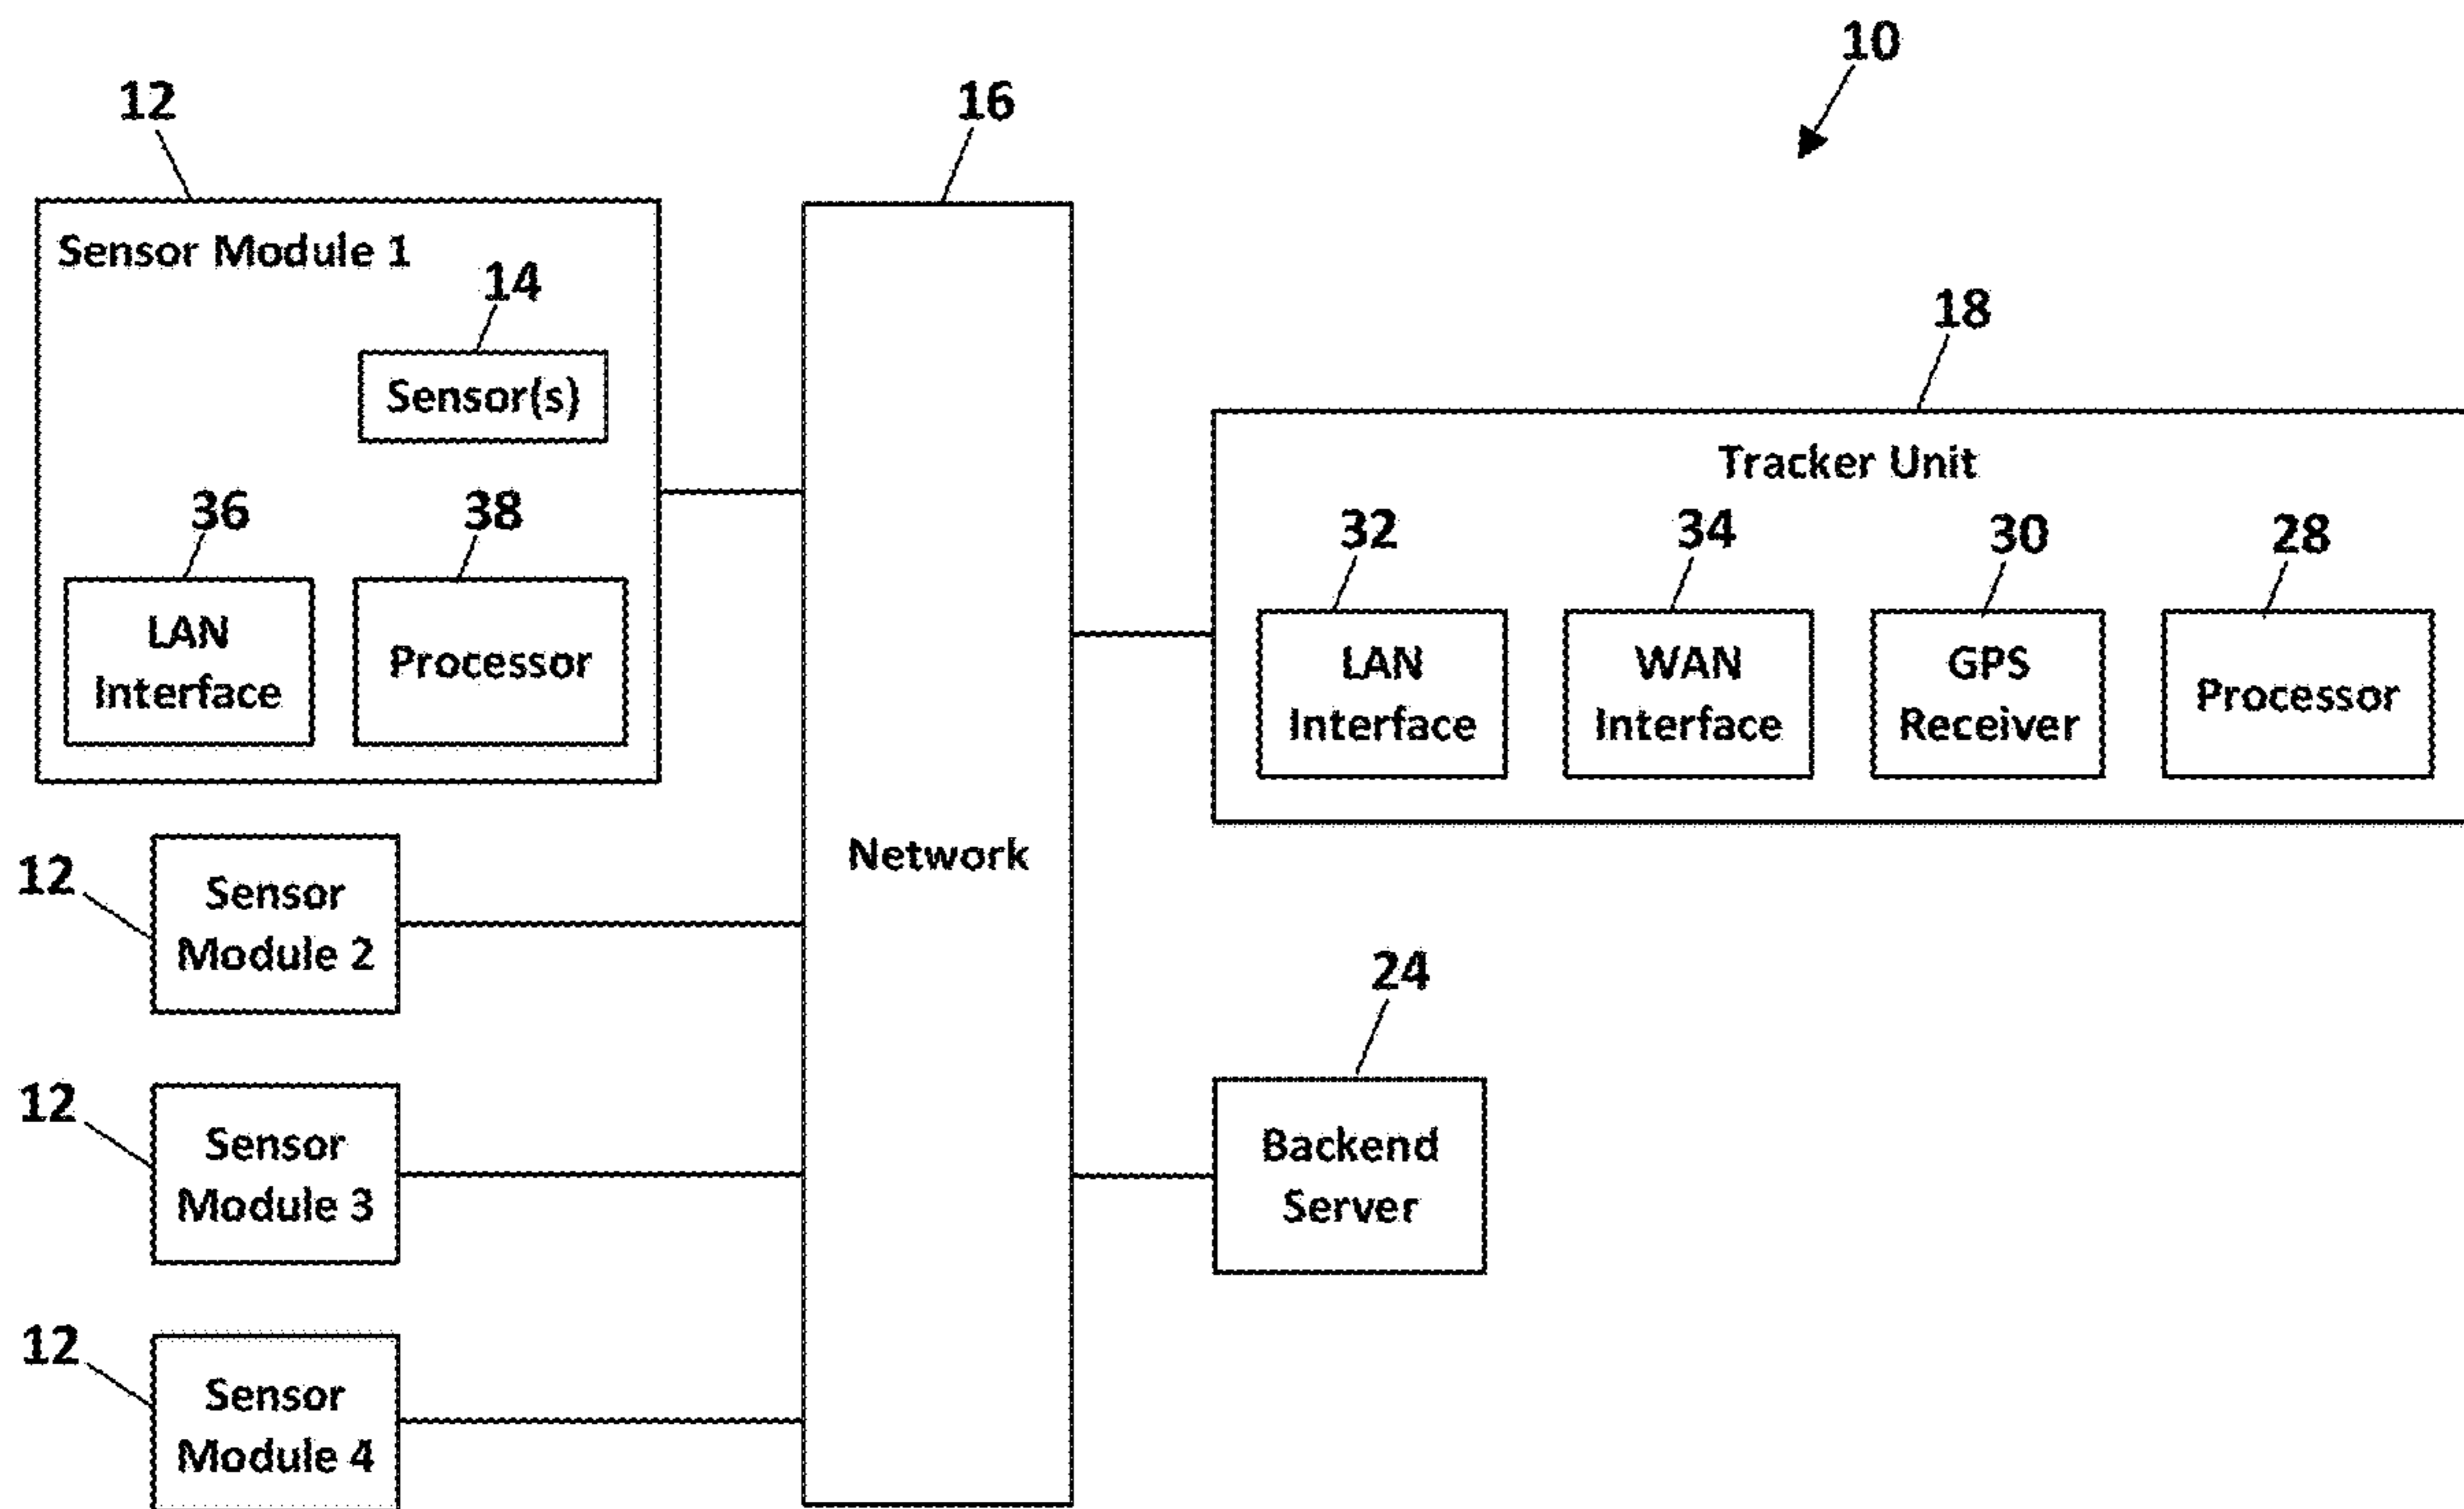 10
12
16
Sensor Module 1
14
Sensor(s)
36
38
LAN
Interface
Processor
18
Tracker Unit
32
34
30
28
LAN
Interface
WAN
Interface
GPS
Receiver
Processor
Network
12
Sensor
Module 2
24
Backend
Server
12
Sensor
Module 3
12
Sensor
Module 4